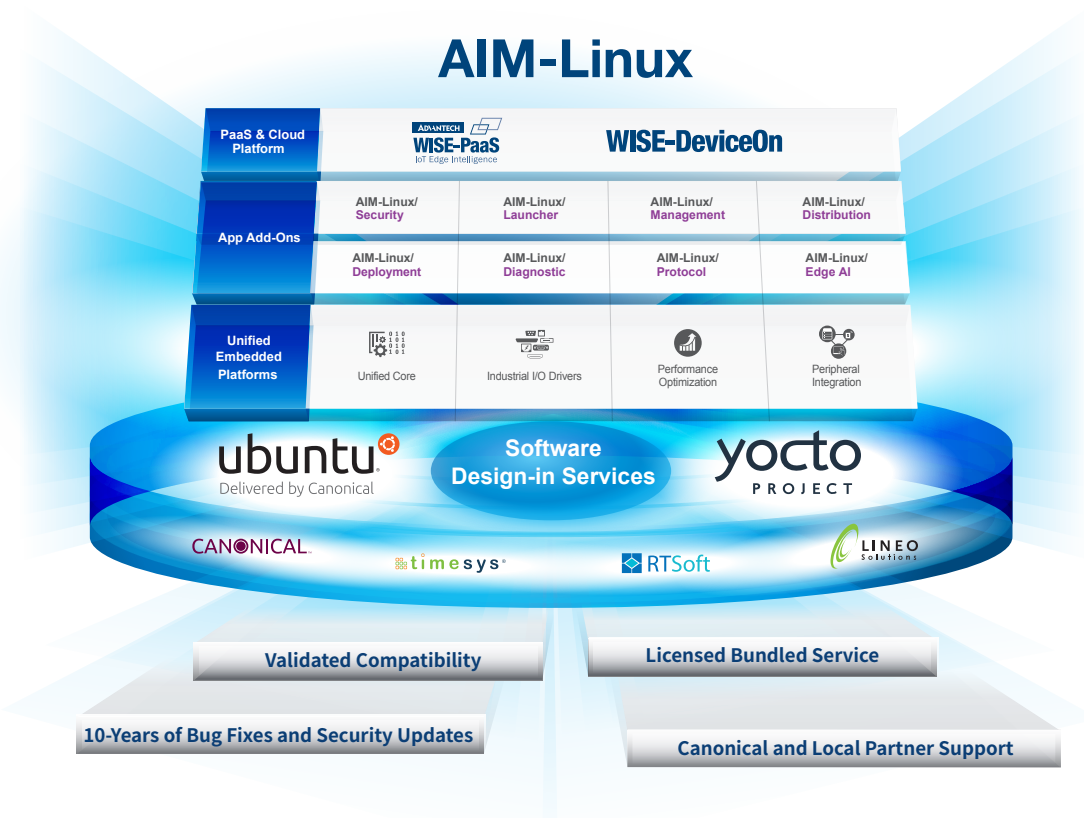 AIM-Linux
PaaS & Cloud
Platform
ADVANTECH
WISE-PaaS
IoT Edge Intelligence
WISE-DeviceOn
App Add-Ons
AIM-Linux/
Security
AIM-Linux/
Launcher
AIM-Linux/
Management
AIM-Linux/
Distribution
AIM-Linux/
Deployment
AIM-Linux/
Diagnostic
AIM-Linux/
Protocol
AIM-Linux/
Edge AI
Unified
Embedded
Platforms
010
101
010
101
Unified Core
Industrial I/O Drivers
Performance
Optimization
Peripheral
Integration
ubuntu
Delivered by Canonical
Software
Design-in Services
yocto
PROJECT
CANONICAL
timesys
RTSoft
LINEO
Solutions
Validated Compatibility
Licensed Bundled Service
10-Years of Bug Fixes and Security Updates
Canonical and Local Partner Support